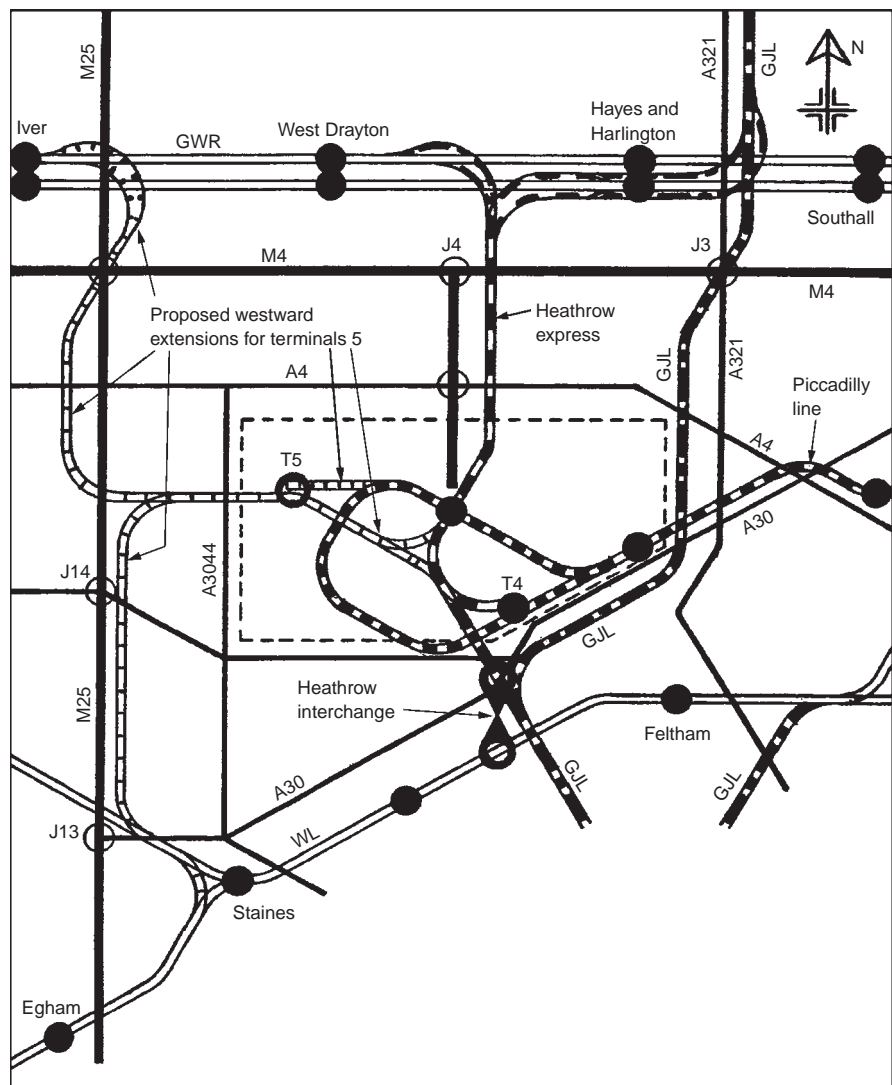 M25
A321
GJL
N
Iver
GWR
West Drayton
Hayes and
Harlington
Southall
J4
J3
M4
M4
Proposed westward
extensions for terminals 5
Heathrow
express
GJL
A321
A4
Piccadilly
line
A4
T5
A30
A3044
J14
T4
GJL
M25
Heathrow
interchange
Feltham
A30
GJL
GJL
J13
WL
Staines
Egham